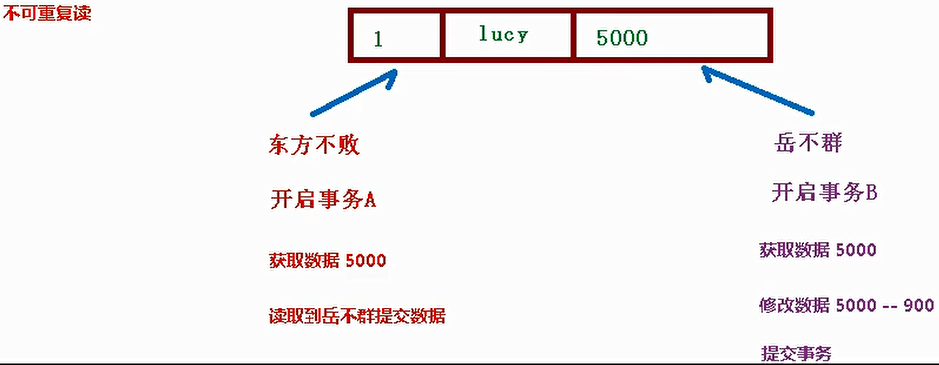 不可重复读
1 lucy 5000
东方不败
开启事务A
获取数据 5000
读取到岳不群提交数据
岳不群
开启事务B
获取数据 5000
修改数据 5000 -- 900
提交事务